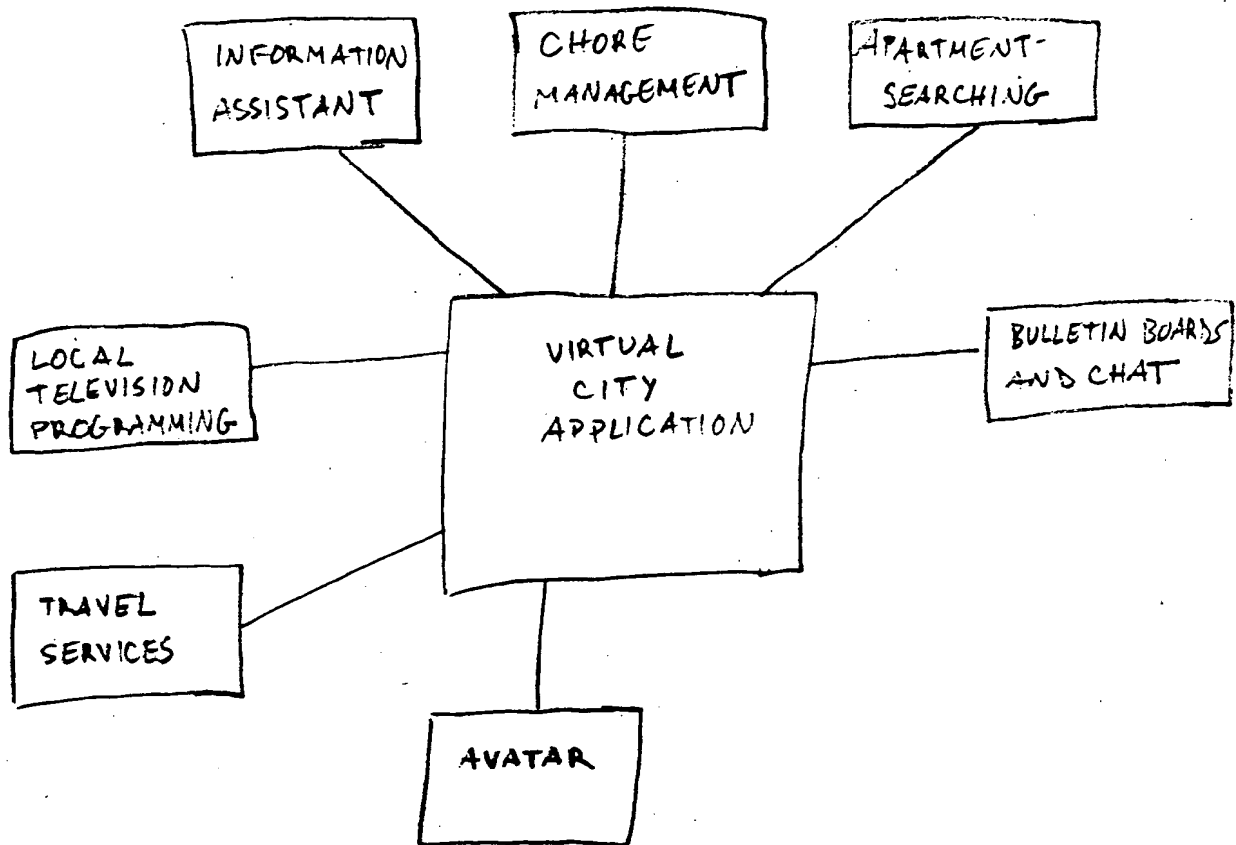 INFORMATION
ASSISTANT
CHORE
MANAGEMENT
APARTMENT-
SEARCHING
LOCAL
TELEVISION
PROGRAMMING
VIRTUAL
CITY
APPLICATION
BULLETIN BOARDS
AND CHAT
TRAVEL
SERVICES
AVATAR